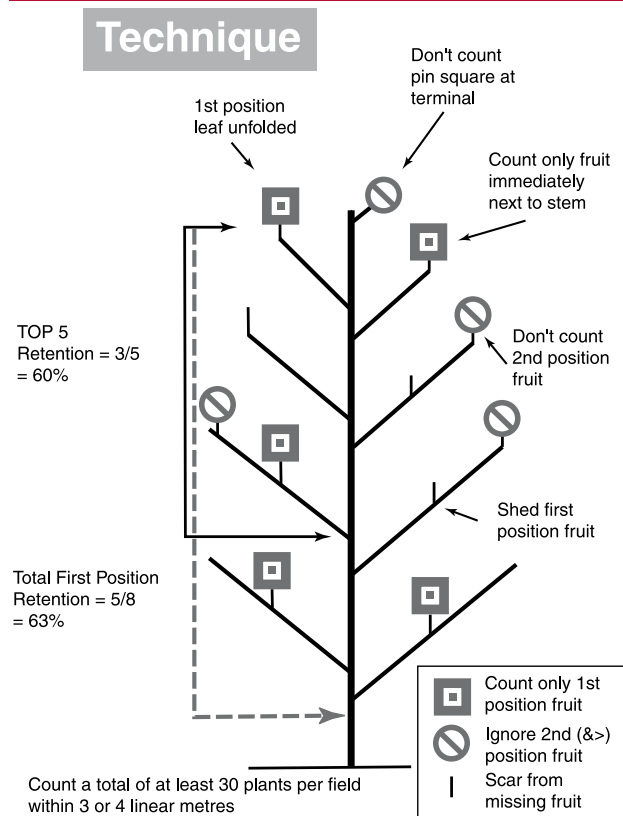 Technique
Don't count
pin square at
terminal
1st position
leaf unfolded
Count only fruit
immediately
next to stem
TOP 5
Retention = 3/5
= 60%
Don't count
2nd position
fruit
Shed first
position fruit
Total First Position
Retention = 5/8
= 63%
Count only 1st
position fruit
Ignore 2nd (&>)
position fruit
Scar from
missing fruit
Count a total of at least 30 plants per field
within 3 or 4 linear metres